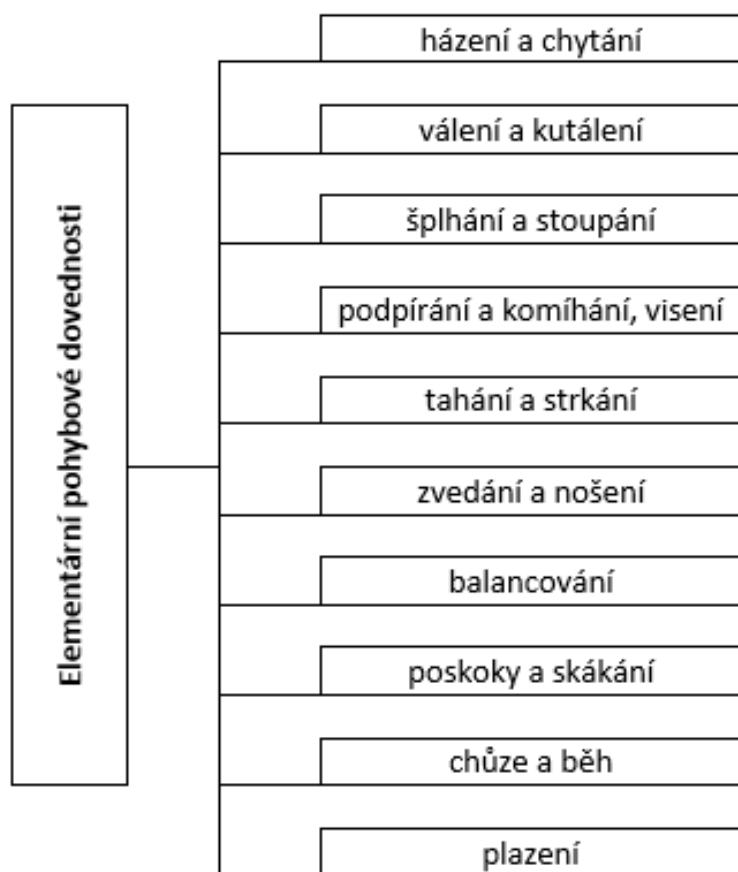 Elementární pohybové dovednosti
házení a chytání
válení a kutálení
šplhání a stoupání
podpírání a komíhání, visení
tahání a strkání
zvedání a nošení
balancování
poskoky a skákání
chůze a běh
plazení